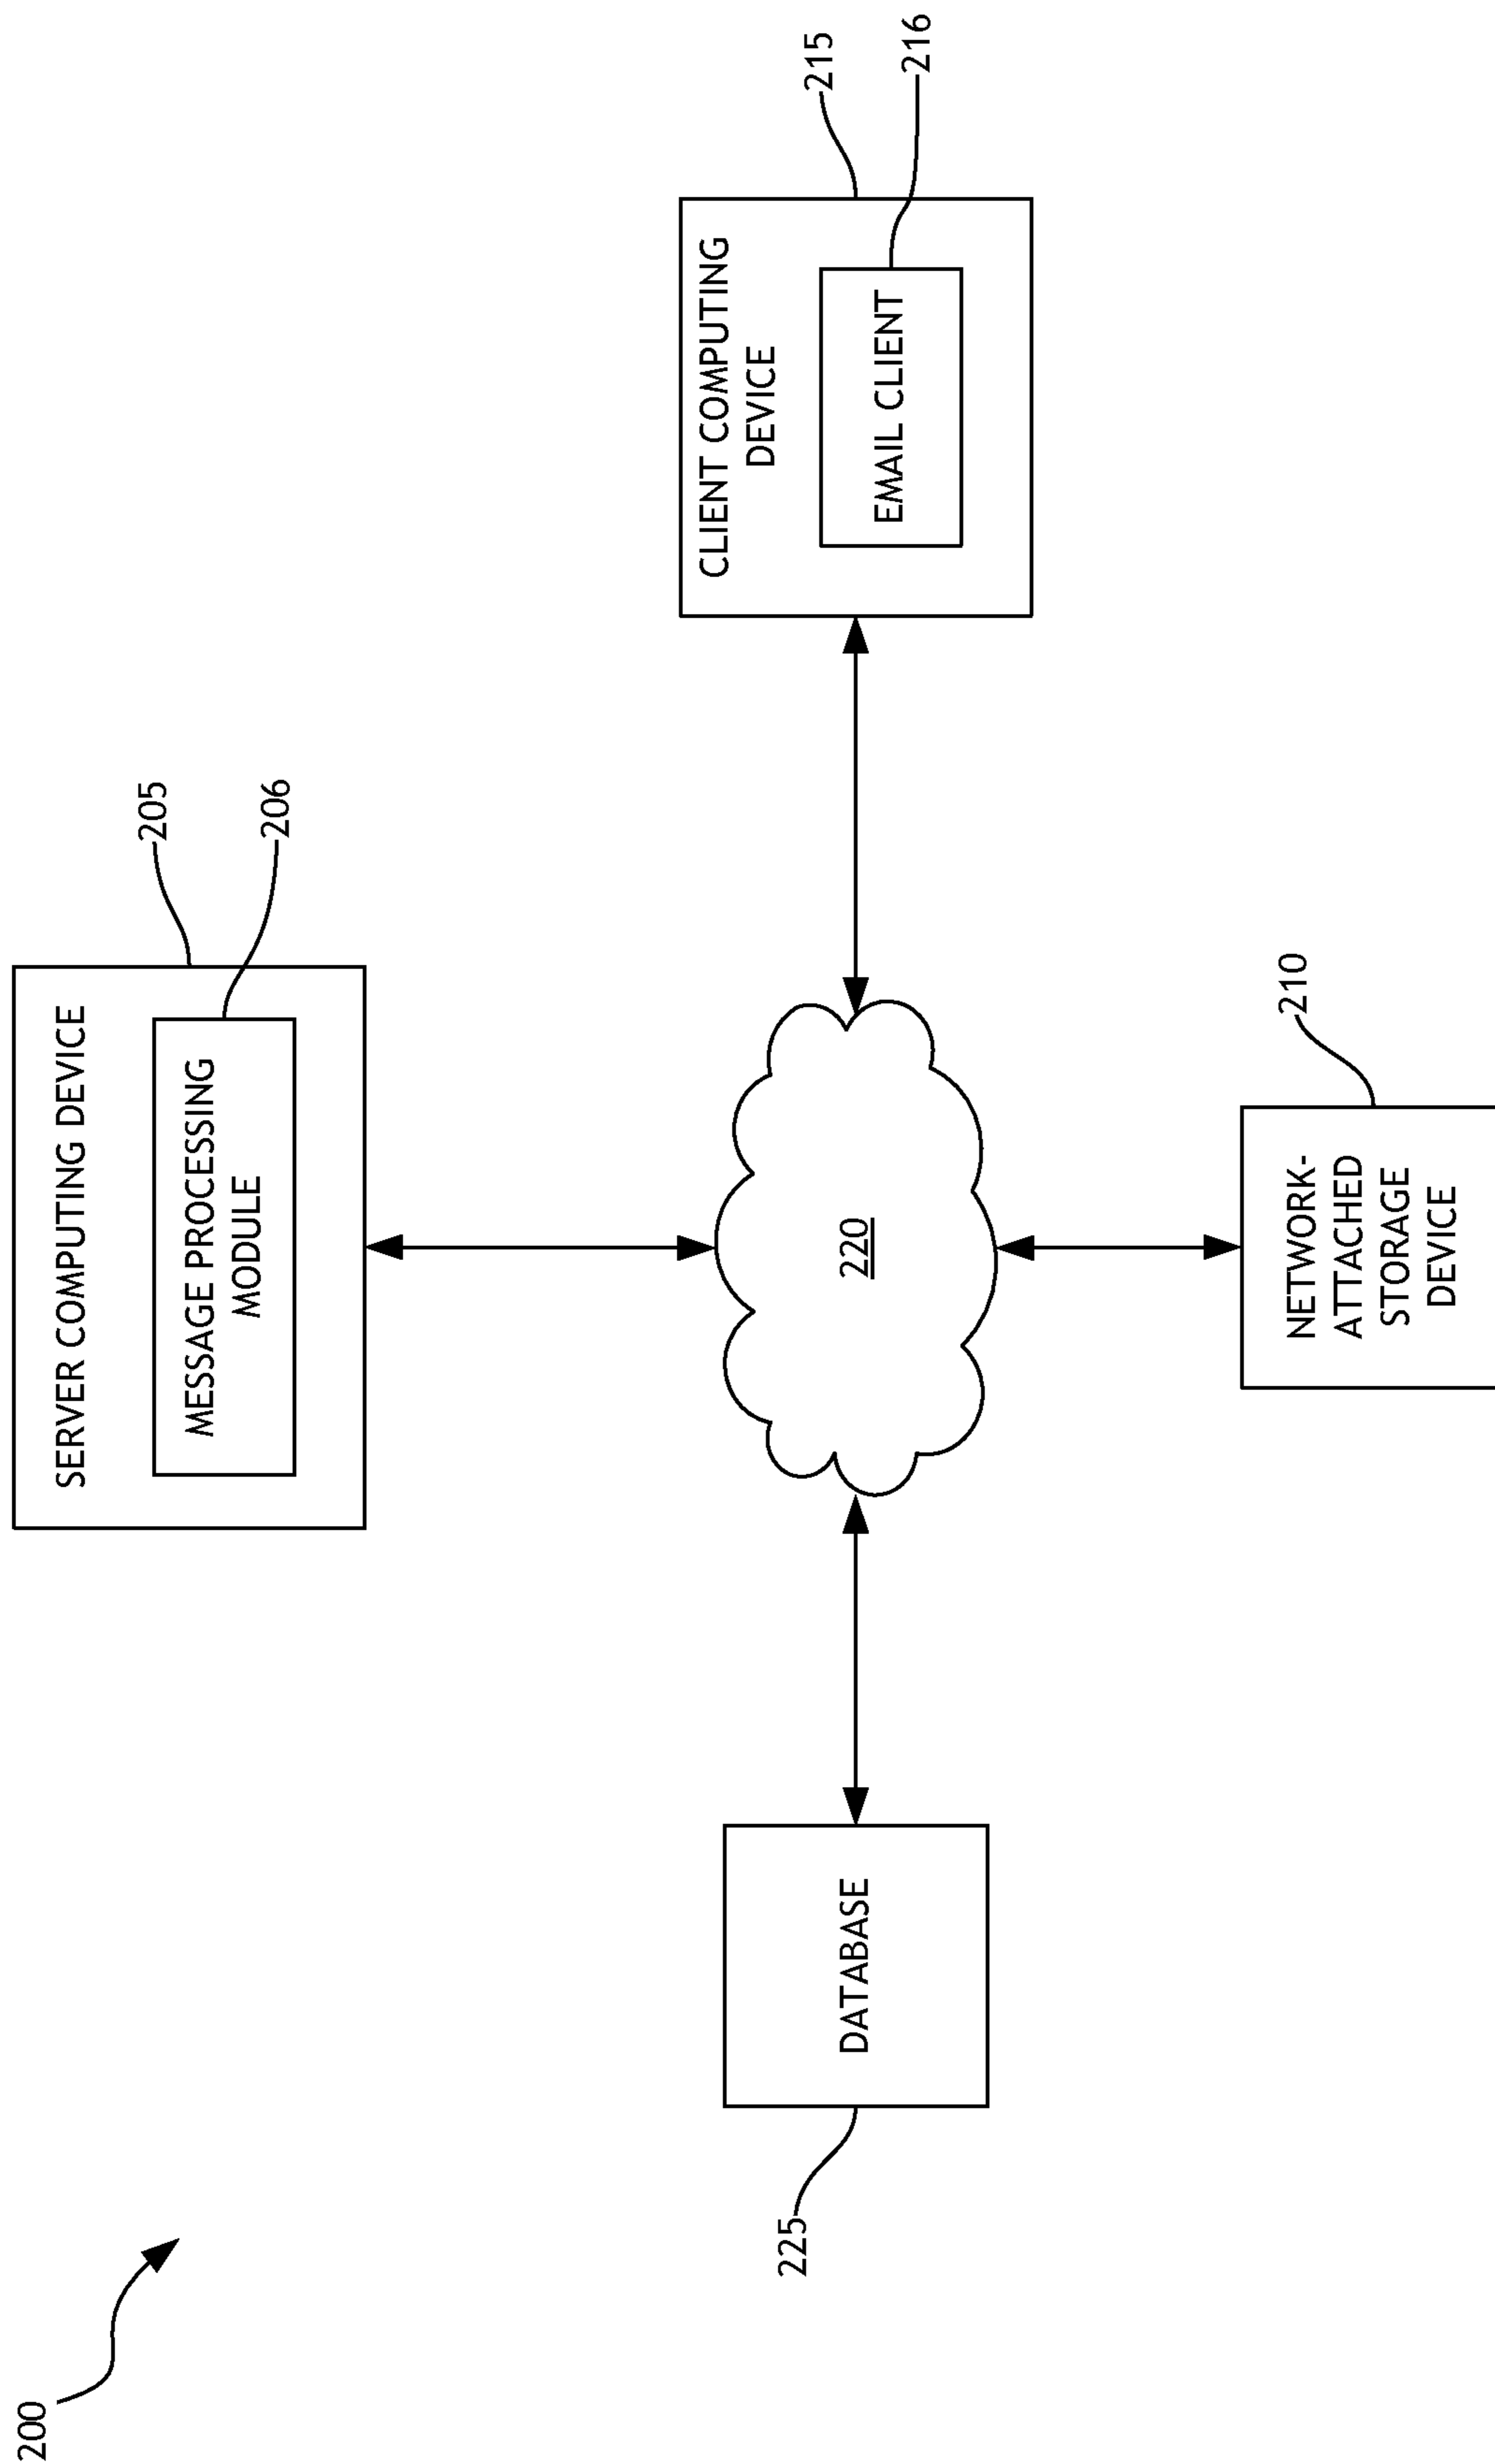 200
SERVER COMPUTING DEVICE
205
MESSAGE PROCESSING
MODULE
206
225
DATABASE
220
CLIENT COMPUTING
DEVICE
215
EMAIL CLIENT
216
NETWORK-
ATTACHED
STORAGE
DEVICE
210